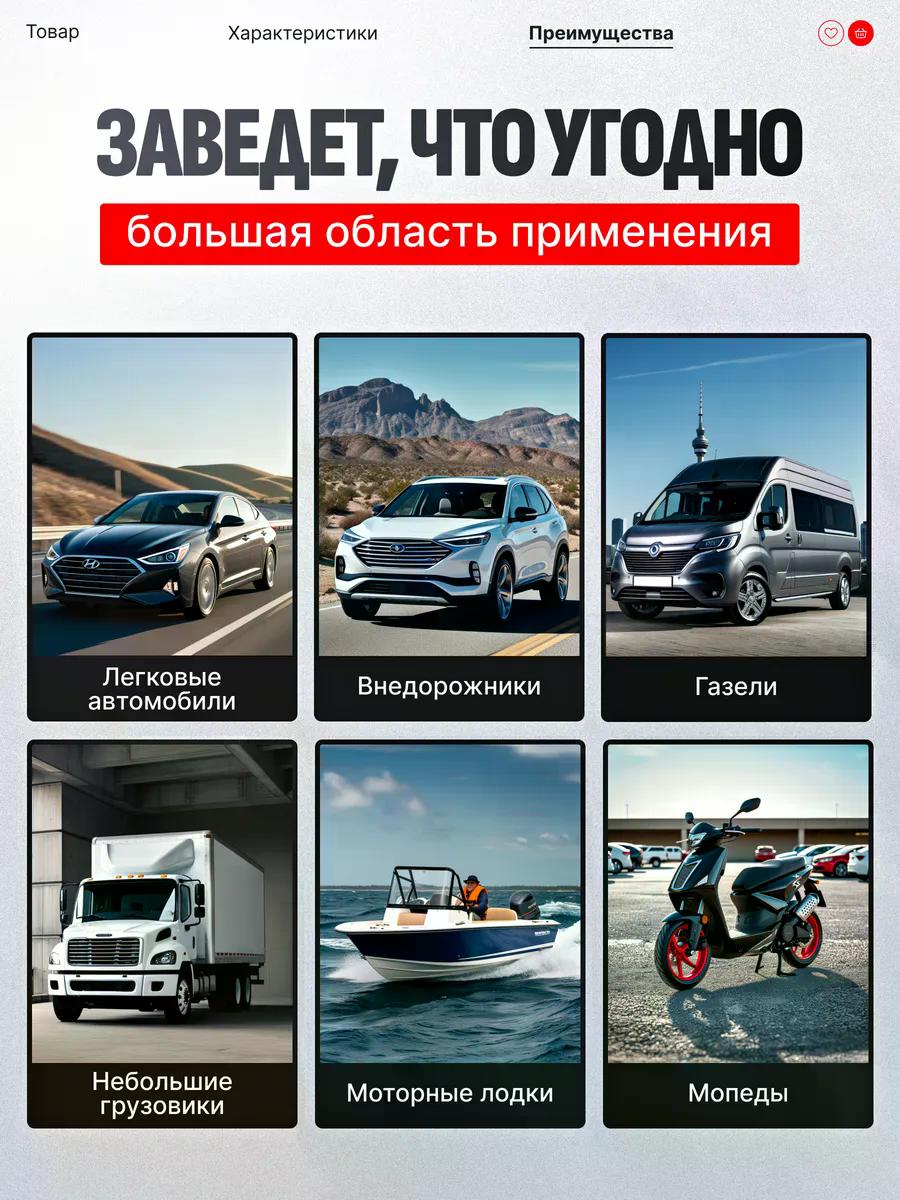 Товар
Характеристики
Преимущества
ЗАВЕДЕТ, ЧТО УГОДНО
большая область применения
Легковые
автомобили
Внедорожники
Газели
Небольшие
грузовики
Моторные лодки
Мопеды